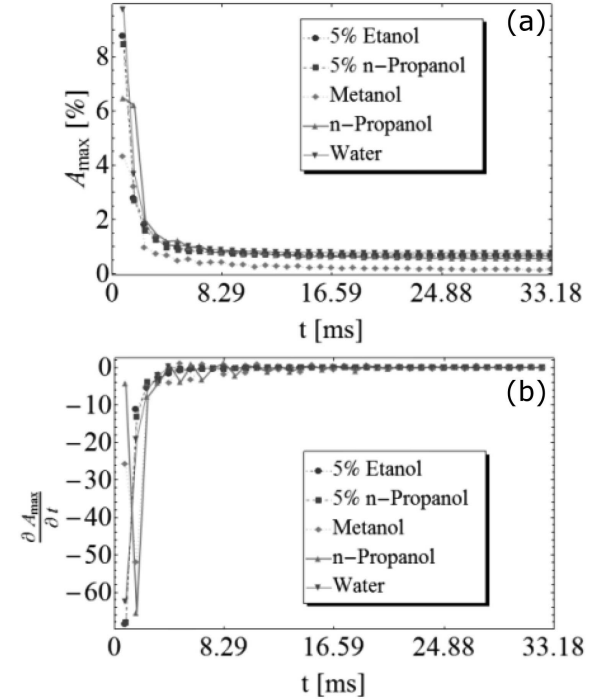 (a)
8
6
4
2
0
A_max [%]
5% Etanol
5% n−Propanol
Metanol
n−Propanol
Water
0 8.29 16.59 24.88 33.18
t [ms]
(b)
0
−10
−20
−30
−40
−50
−60
∂ A_max
∂ t
5% Etanol
5% n−Propanol
Metanol
n−Propanol
Water
0 8.29 16.59 24.88 33.18
t [ms]